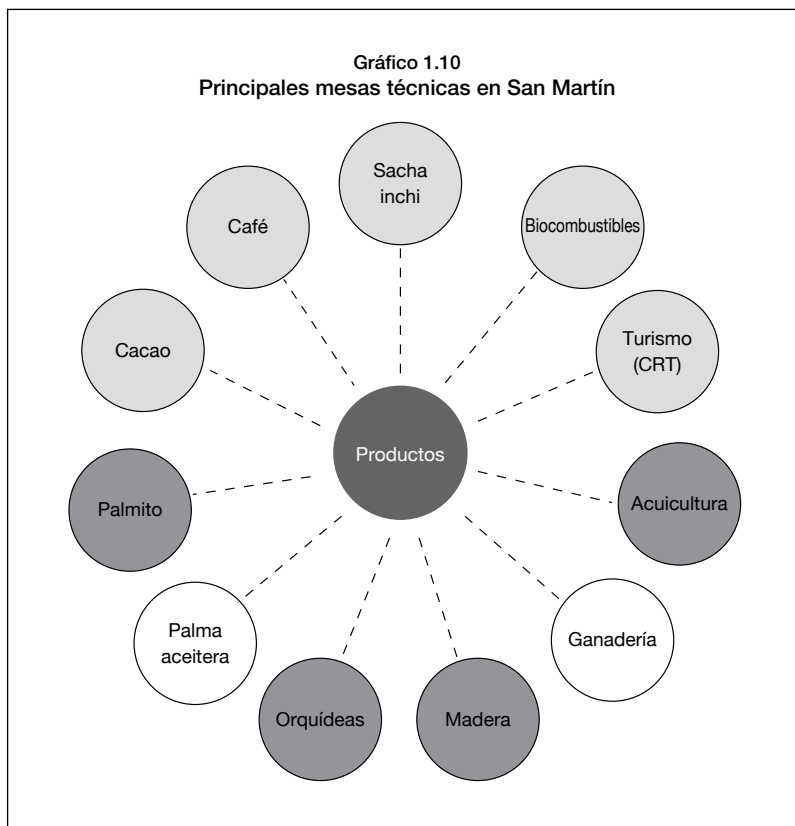 Gráfico 1.10
Principales mesas técnicas en San Martín
Sacha
inchi
Café
Biocombustibles
Cacao
Turismo
(CRT)
Productos
Palmito
Acuicultura
Palma
aceitera
Ganadería
Orquídeas
Madera